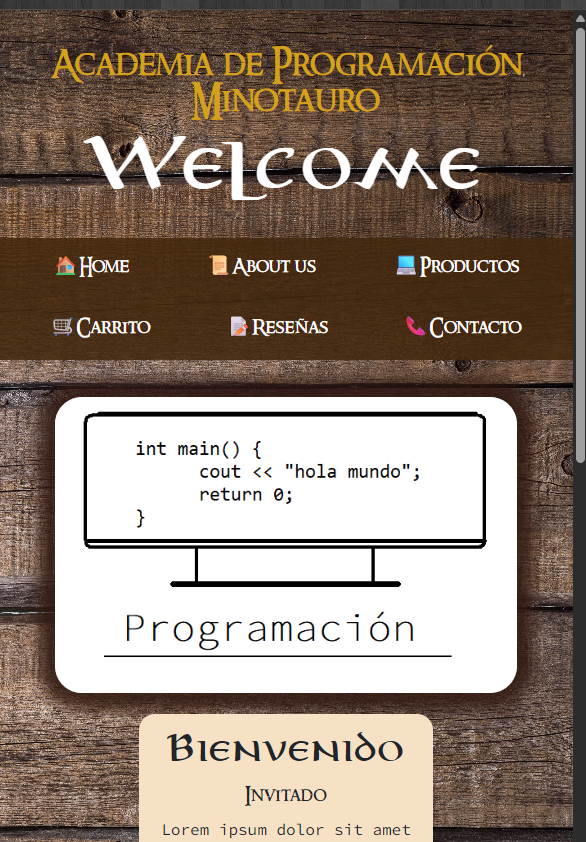 Academia de Programación
Minotauro
Welcome
Home About us Productos
Carrito Reseñas Contacto
int main() {
cout << "hola mundo";
return 0;
}
Programación
Bienvenido
Invitado
Lorem ipsum dolor sit amet